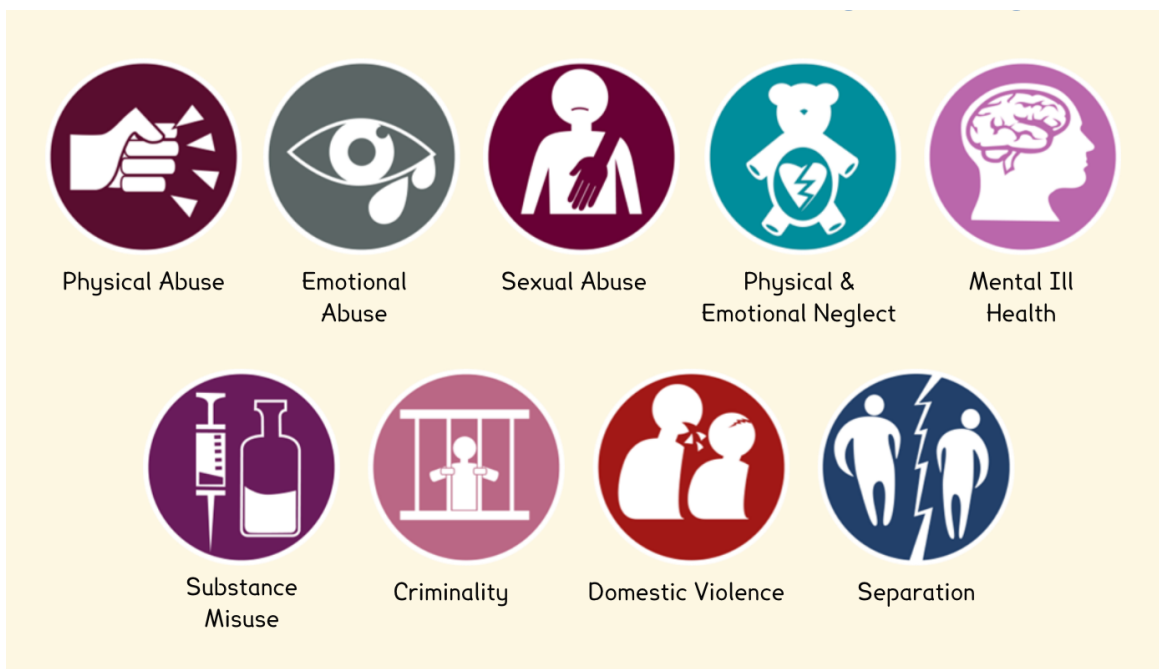 Physical Abuse
Emotional
Abuse
Sexual Abuse
Physical &
Emotional Neglect
Mental Ill
Health
Substance
Misuse
Criminality
Domestic Violence
Separation